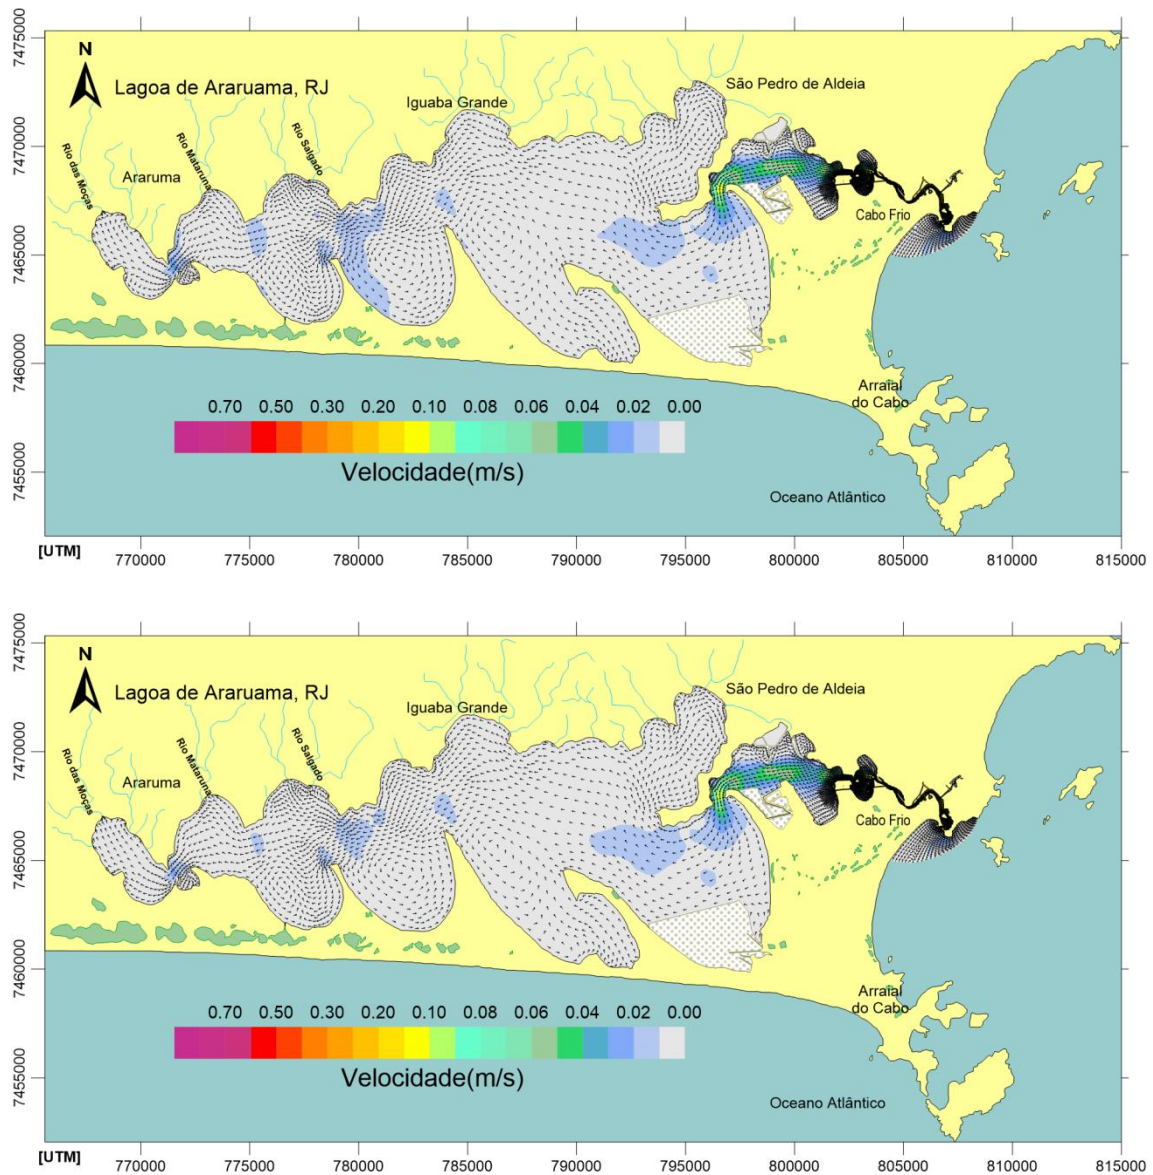 7475000
N
Lagoa de Araruama, RJ
São Pedro de Aldeia
Iguaba Grande
7470000
Rio das Moças
Araruma
Rio Mataruna
Rio Salgado
Cabo Frio
7465000
7460000
Arraial
do Cabo
0.70 0.50 0.30 0.20 0.10 0.08 0.06 0.04 0.02 0.00
Velocidade(m/s)
7455000
Oceano Atlântico
[UTM]
770000 775000 780000 785000 790000 795000 800000 805000 810000 815000
7475000
N
Lagoa de Araruama, RJ
São Pedro de Aldeia
Iguaba Grande
7470000
Rio das Moças
Araruma
Rio Mataruna
Rio Salgado
Cabo Frio
7465000
7460000
Arraial
do Cabo
0.70 0.50 0.30 0.20 0.10 0.08 0.06 0.04 0.02 0.00
Velocidade(m/s)
7455000
Oceano Atlântico
[UTM]
770000 775000 780000 785000 790000 795000 800000 805000 810000 815000